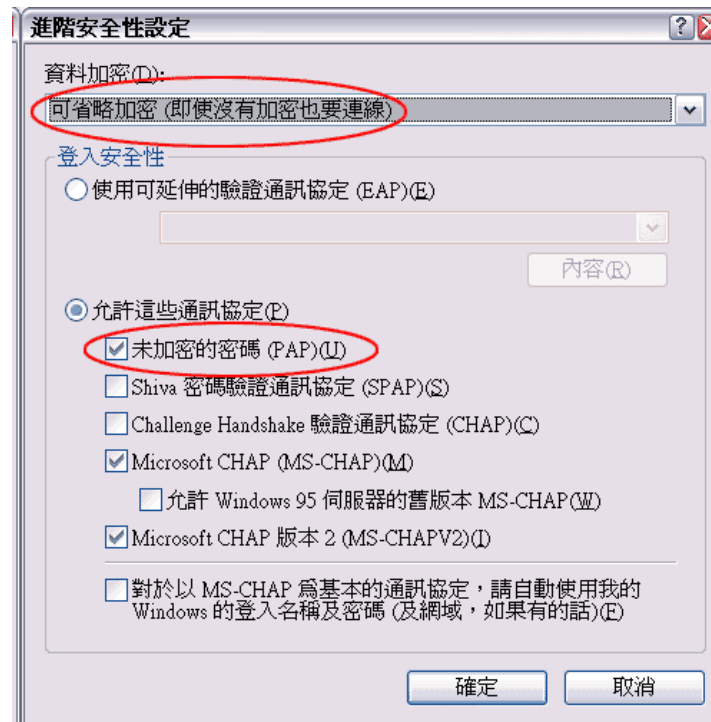 進階安全性設定
資料加密(D):
可省略加密 (即使沒有加密也要連線)
登入安全性
使用可延伸的驗證通訊協定 (EAP)(E)
內容(R)
允許這些通訊協定(P)
未加密的密碼 (PAP)(U)
Shiva 密碼驗證通訊協定 (SPAP)(S)
Challenge Handshake 驗證通訊協定 (CHAP)(C)
Microsoft CHAP (MS-CHAP)(M)
允許 Windows 95 伺服器的舊版本 MS-CHAP(W)
Microsoft CHAP 版本 2 (MS-CHAPV2)(I)
對於以 MS-CHAP 為基本的通訊協定，請自動使用我的
Windows 的登入名稱及密碼 (及網域，如果有的話)(F)
確定
取消